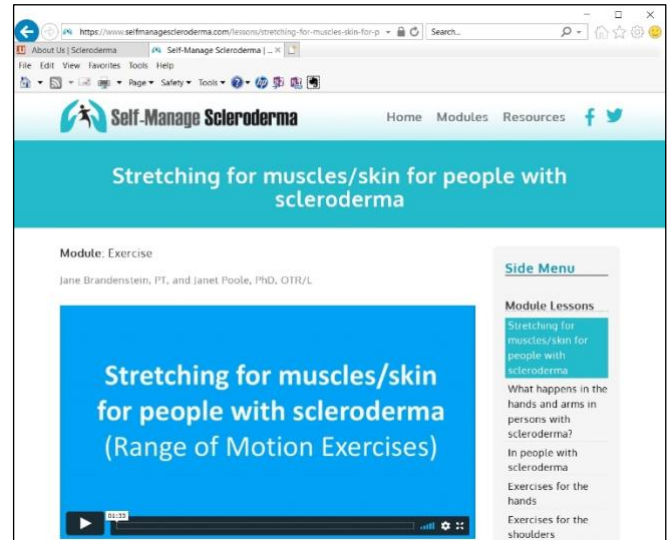 https://www.selfmanagescleroderma.com/lessons/stretching-for-muscles-skin-for-p
Search...
About Us | Scleroderma
Self-Manage Scleroderma | ...
File Edit View Favorites Tools Help
Page Safety Tools
Self-Manage Scleroderma
Home Modules Resources
Stretching for muscles/skin for people with
scleroderma
Module: Exercise
Jane Brandenstein, PT, and Janet Poole, PhD, OTR/L
Stretching for muscles/skin
for people with scleroderma
(Range of Motion Exercises)
01:33
Side Menu
Module Lessons
Stretching for
muscles/skin for
people with
scleroderma
What happens in the
hands and arms in
persons with
scleroderma?
In people with
scleroderma
Exercises for the
hands
Exercises for the
shoulders